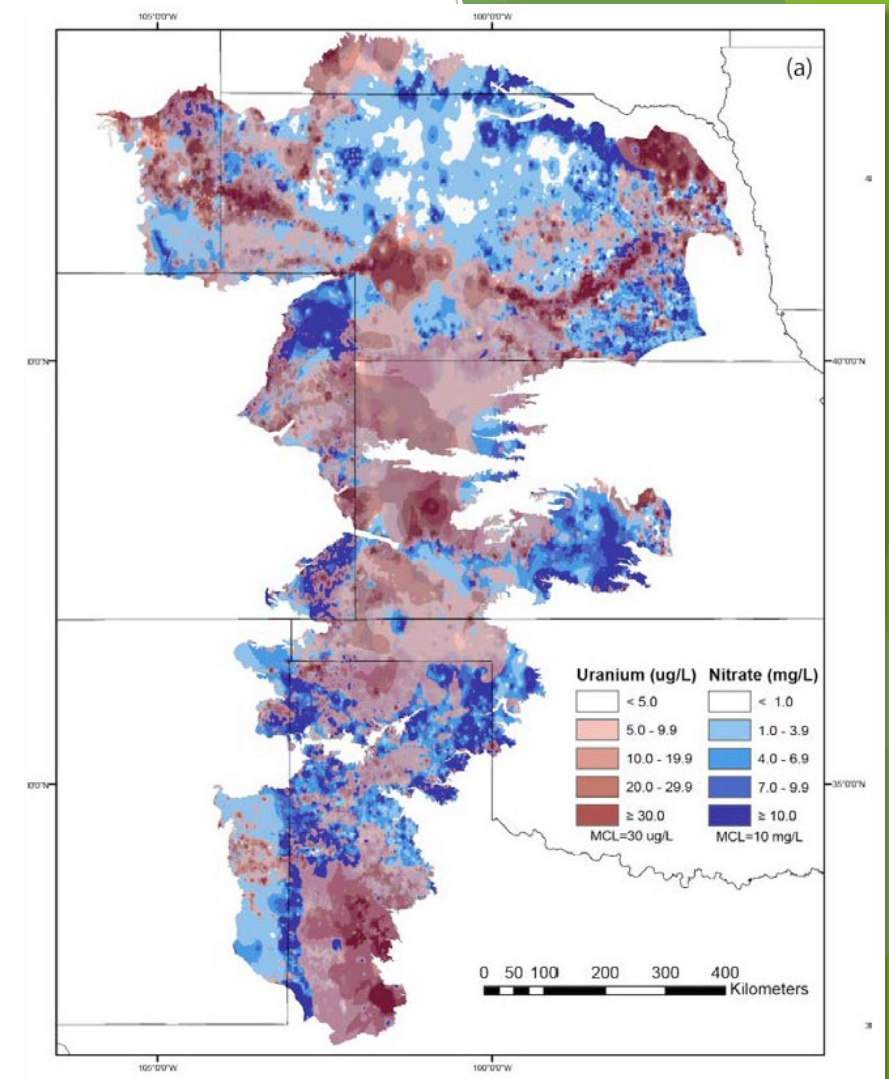 105°0'0"W 100°0'0"W
(a)
40°0'0"N
Uranium (ug/L) Nitrate (mg/L)
< 5.0 < 1.0
5.0 - 9.9 1.0 - 3.9
10.0 - 19.9 4.0 - 6.9
20.0 - 29.9 7.0 - 9.9
≥ 30.0 ≥ 10.0
MCL=30 ug/L MCL=10 mg/L
35°0'0"N
0 50 100 200 300 400
Kilometers
105°0'0"W 100°0'0"W